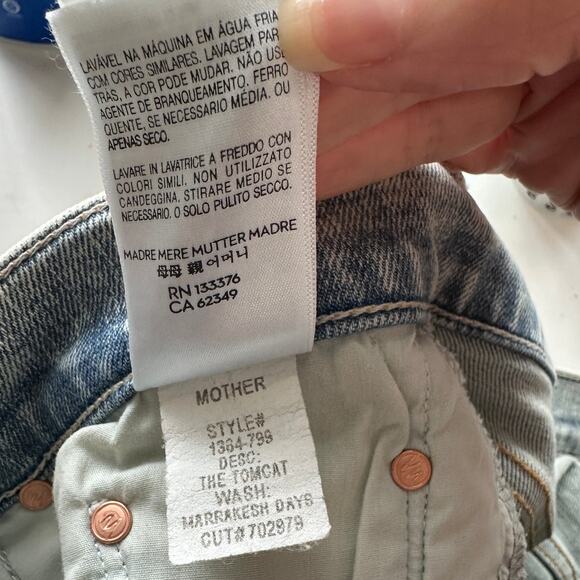 LAVÁVEL NA MÁQUINA EM ÁGUA FRIA
COM CORES SIMILARES. LAVAGEM PAR
TRAS, A COR PODE MUDAR. NÃO USE
AGENTE DE BRANQUEAMENTO. FERRO
QUENTE, SE NECESSARIO MÉDIA. OU
APENAS SECO.
LAVARE IN LAVATRICE A FREDDO CON
COLORI SIMILI, NON UTILIZZATO
CANDEGGINA, STIRARE MEDIO SE
NECESSARIO. O SOLO PULITO SECCO.
MADRE MERE MUTTER MADRE
母母 親 어머니
RN 133376
CA 62349
MOTHER
STYLE#
1364-799
DESC:
THE TOMCAT
WASH:
MARRAKESH DAYS
CUT# 702979